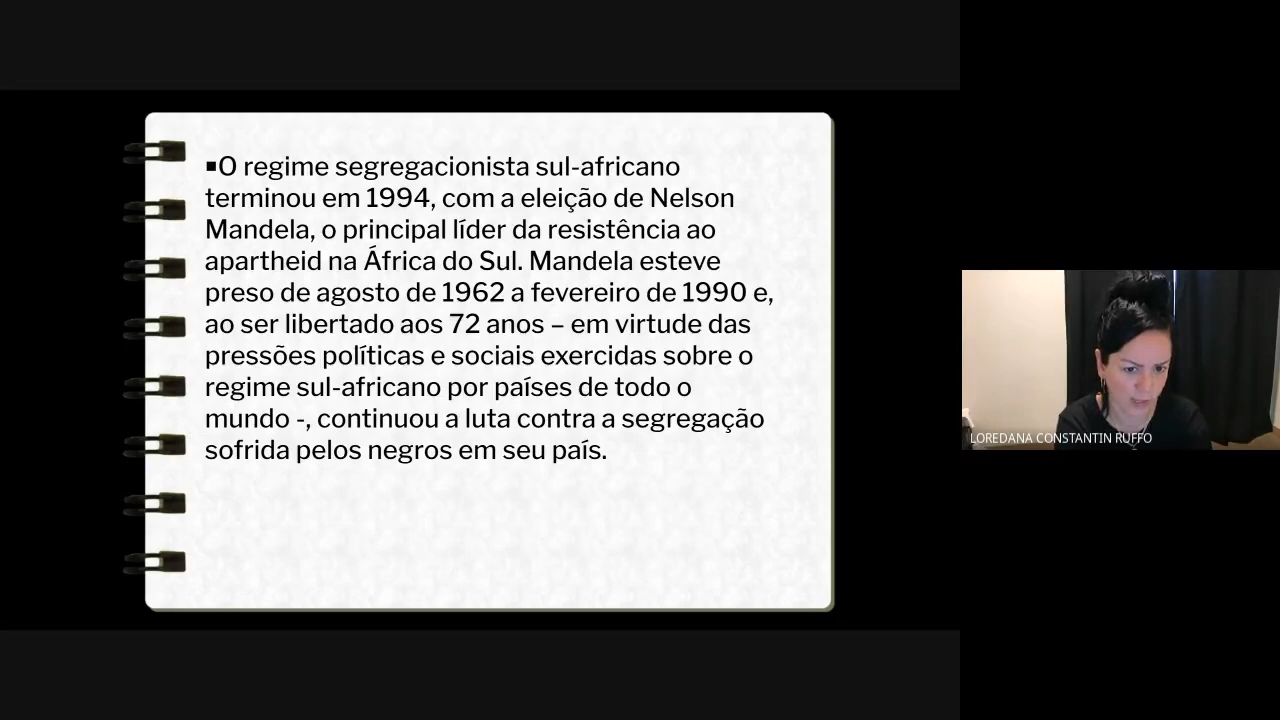 ▪O regime segregacionista sul-africano
terminou em 1994, com a eleição de Nelson
Mandela, o principal líder da resistência ao
apartheid na África do Sul. Mandela esteve
preso de agosto de 1962 a fevereiro de 1990 e,
ao ser libertado aos 72 anos – em virtude das
pressões políticas e sociais exercidas sobre o
regime sul-africano por países de todo o
mundo -, continuou a luta contra a segregação
sofrida pelos negros em seu país.
LOREDANA CONSTANTIN RUFFO